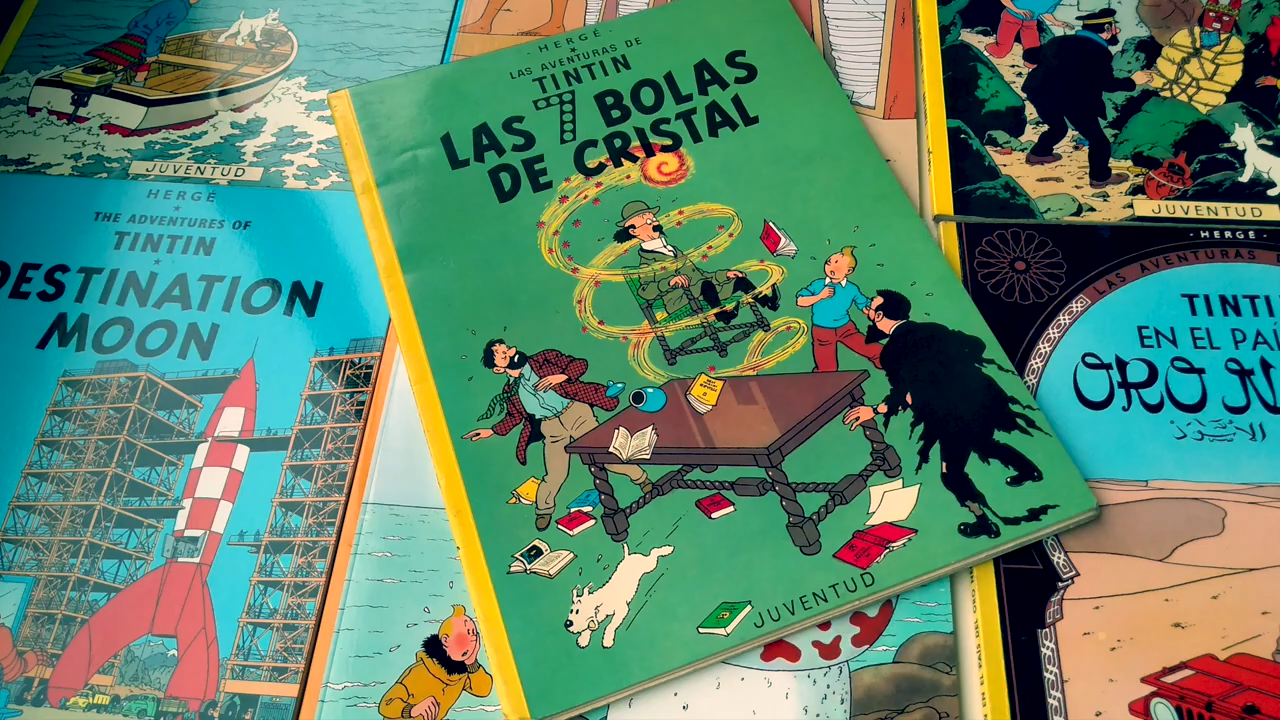 · HERGÉ ·
LAS AVENTURAS DE
TINTIN
LAS 7 BOLAS
DE CRISTAL
JUVENTUD
JUVENTUD
HERGÉ
THE ADVENTURES OF
TINTIN
DESTINATION
MOON
JUVENTUD
· HERGÉ ·
LAS AVENTURAS D
TINTI
EN EL PAÍ
ORO N